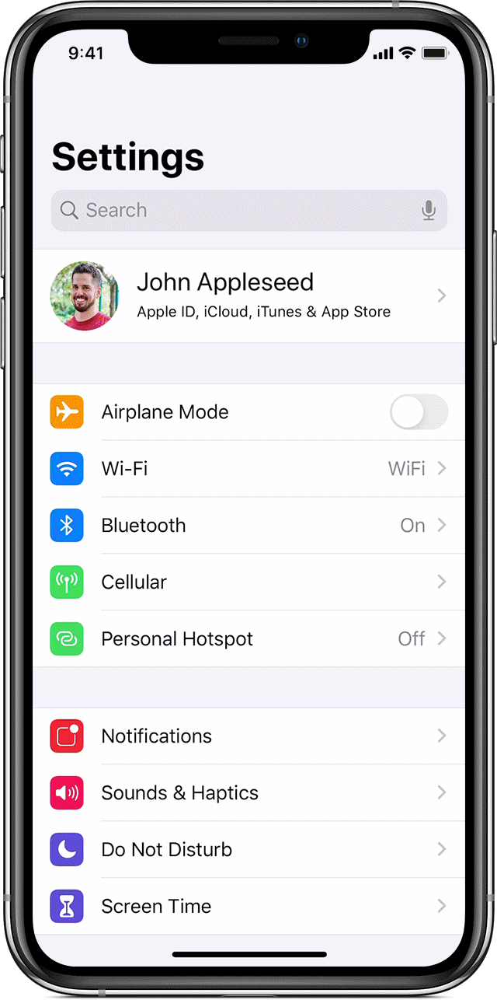 9:41
Settings
Search
John Appleseed
Apple ID, iCloud, iTunes & App Store
Airplane Mode
Wi-Fi WiFi
Bluetooth On
Cellular
Personal Hotspot Off
Notifications
Sounds & Haptics
Do Not Disturb
Screen Time